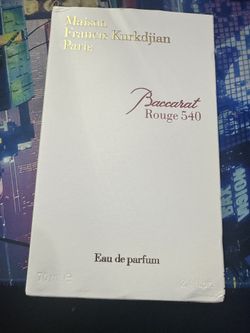 Maison
Francis Kurkdjian
Paris
Baccarat
Rouge 540
Eau de parfum
70 ml e